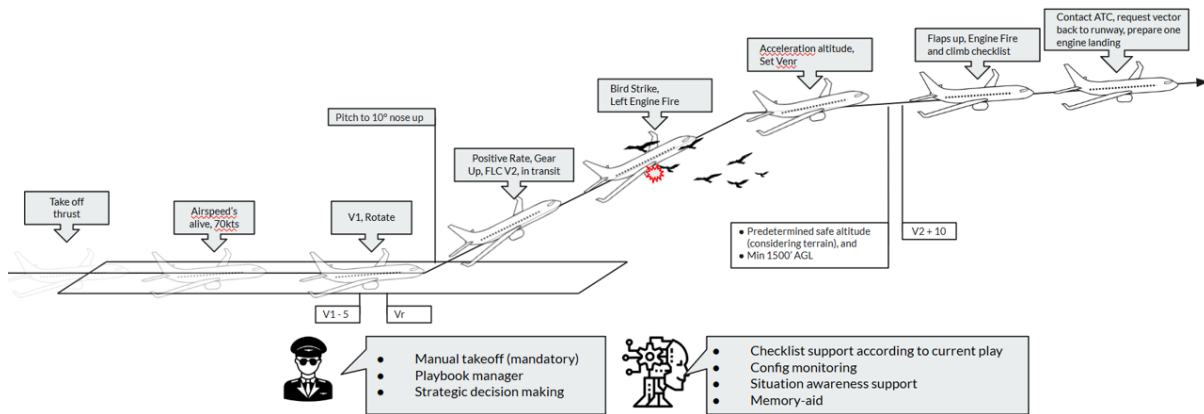 Contact ATC, request vector
back to runway, prepare one
engine landing
Flaps up, Engine Fire
and climb checklist
Acceleration altitude,
Set Venr
Bird Strike,
Left Engine Fire
Pitch to 10° nose up
Positive Rate, Gear
Up, FLC V2, in transit
Take off
thrust
Airspeed's
alive, 70kts
V1, Rotate
● Predetermined safe altitude
(considering terrain), and
● Min 1500' AGL
V2 + 10
V1 - 5
Vr
● Manual takeoff (mandatory)
● Playbook manager
● Strategic decision making
● Checklist support according to current play
● Config monitoring
● Situation awareness support
● Memory-aid